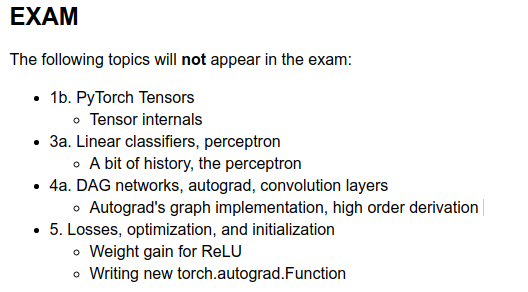 EXAM
The following topics will not appear in the exam:
1b. PyTorch Tensors
Tensor internals
3a. Linear classifiers, perceptron
A bit of history, the perceptron
4a. DAG networks, autograd, convolution layers
Autograd's graph implementation, high order derivation
5. Losses, optimization, and initialization
Weight gain for ReLU
Writing new torch.autograd.Function